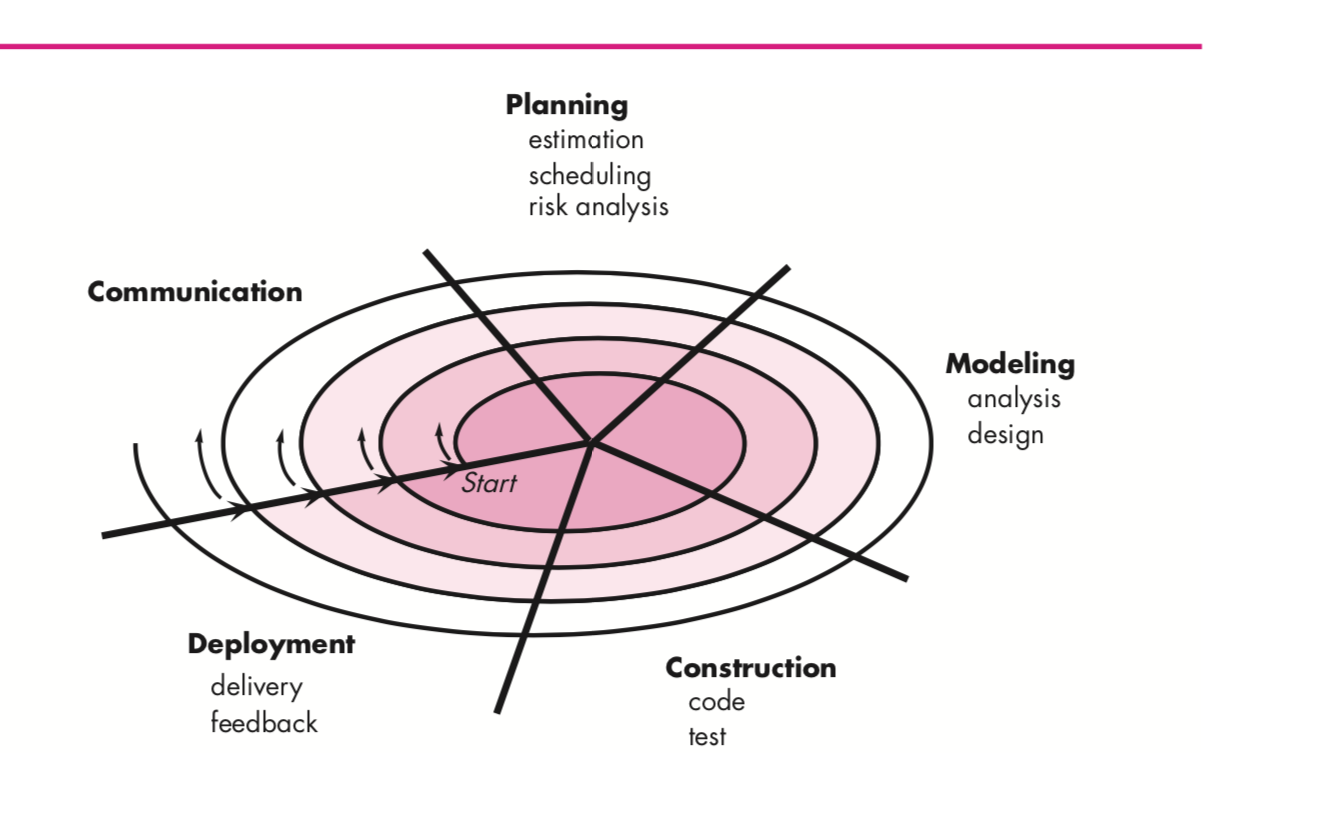 Planning
estimation
scheduling
risk analysis
Communication
Modeling
analysis
design
Start
Deployment
delivery
feedback
Construction
code
test